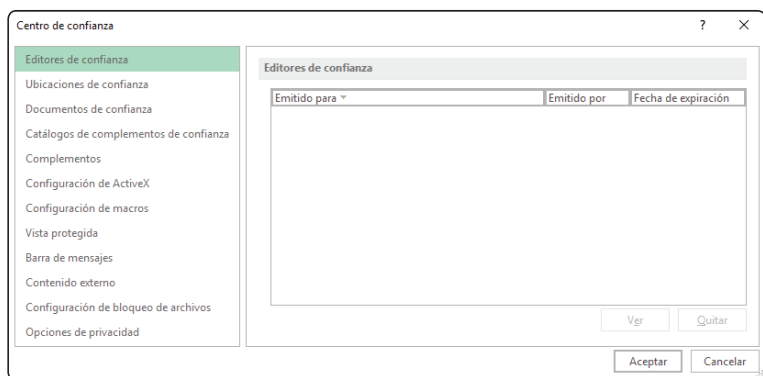 Centro de confianza
? ×
Editores de confianza
Ubicaciones de confianza
Documentos de confianza
Catálogos de complementos de confianza
Complementos
Configuración de ActiveX
Configuración de macros
Vista protegida
Barra de mensajes
Contenido externo
Configuración de bloqueo de archivos
Opciones de privacidad
Editores de confianza
Emitido para Emitido por Fecha de expiración
Ver Quitar
Aceptar Cancelar